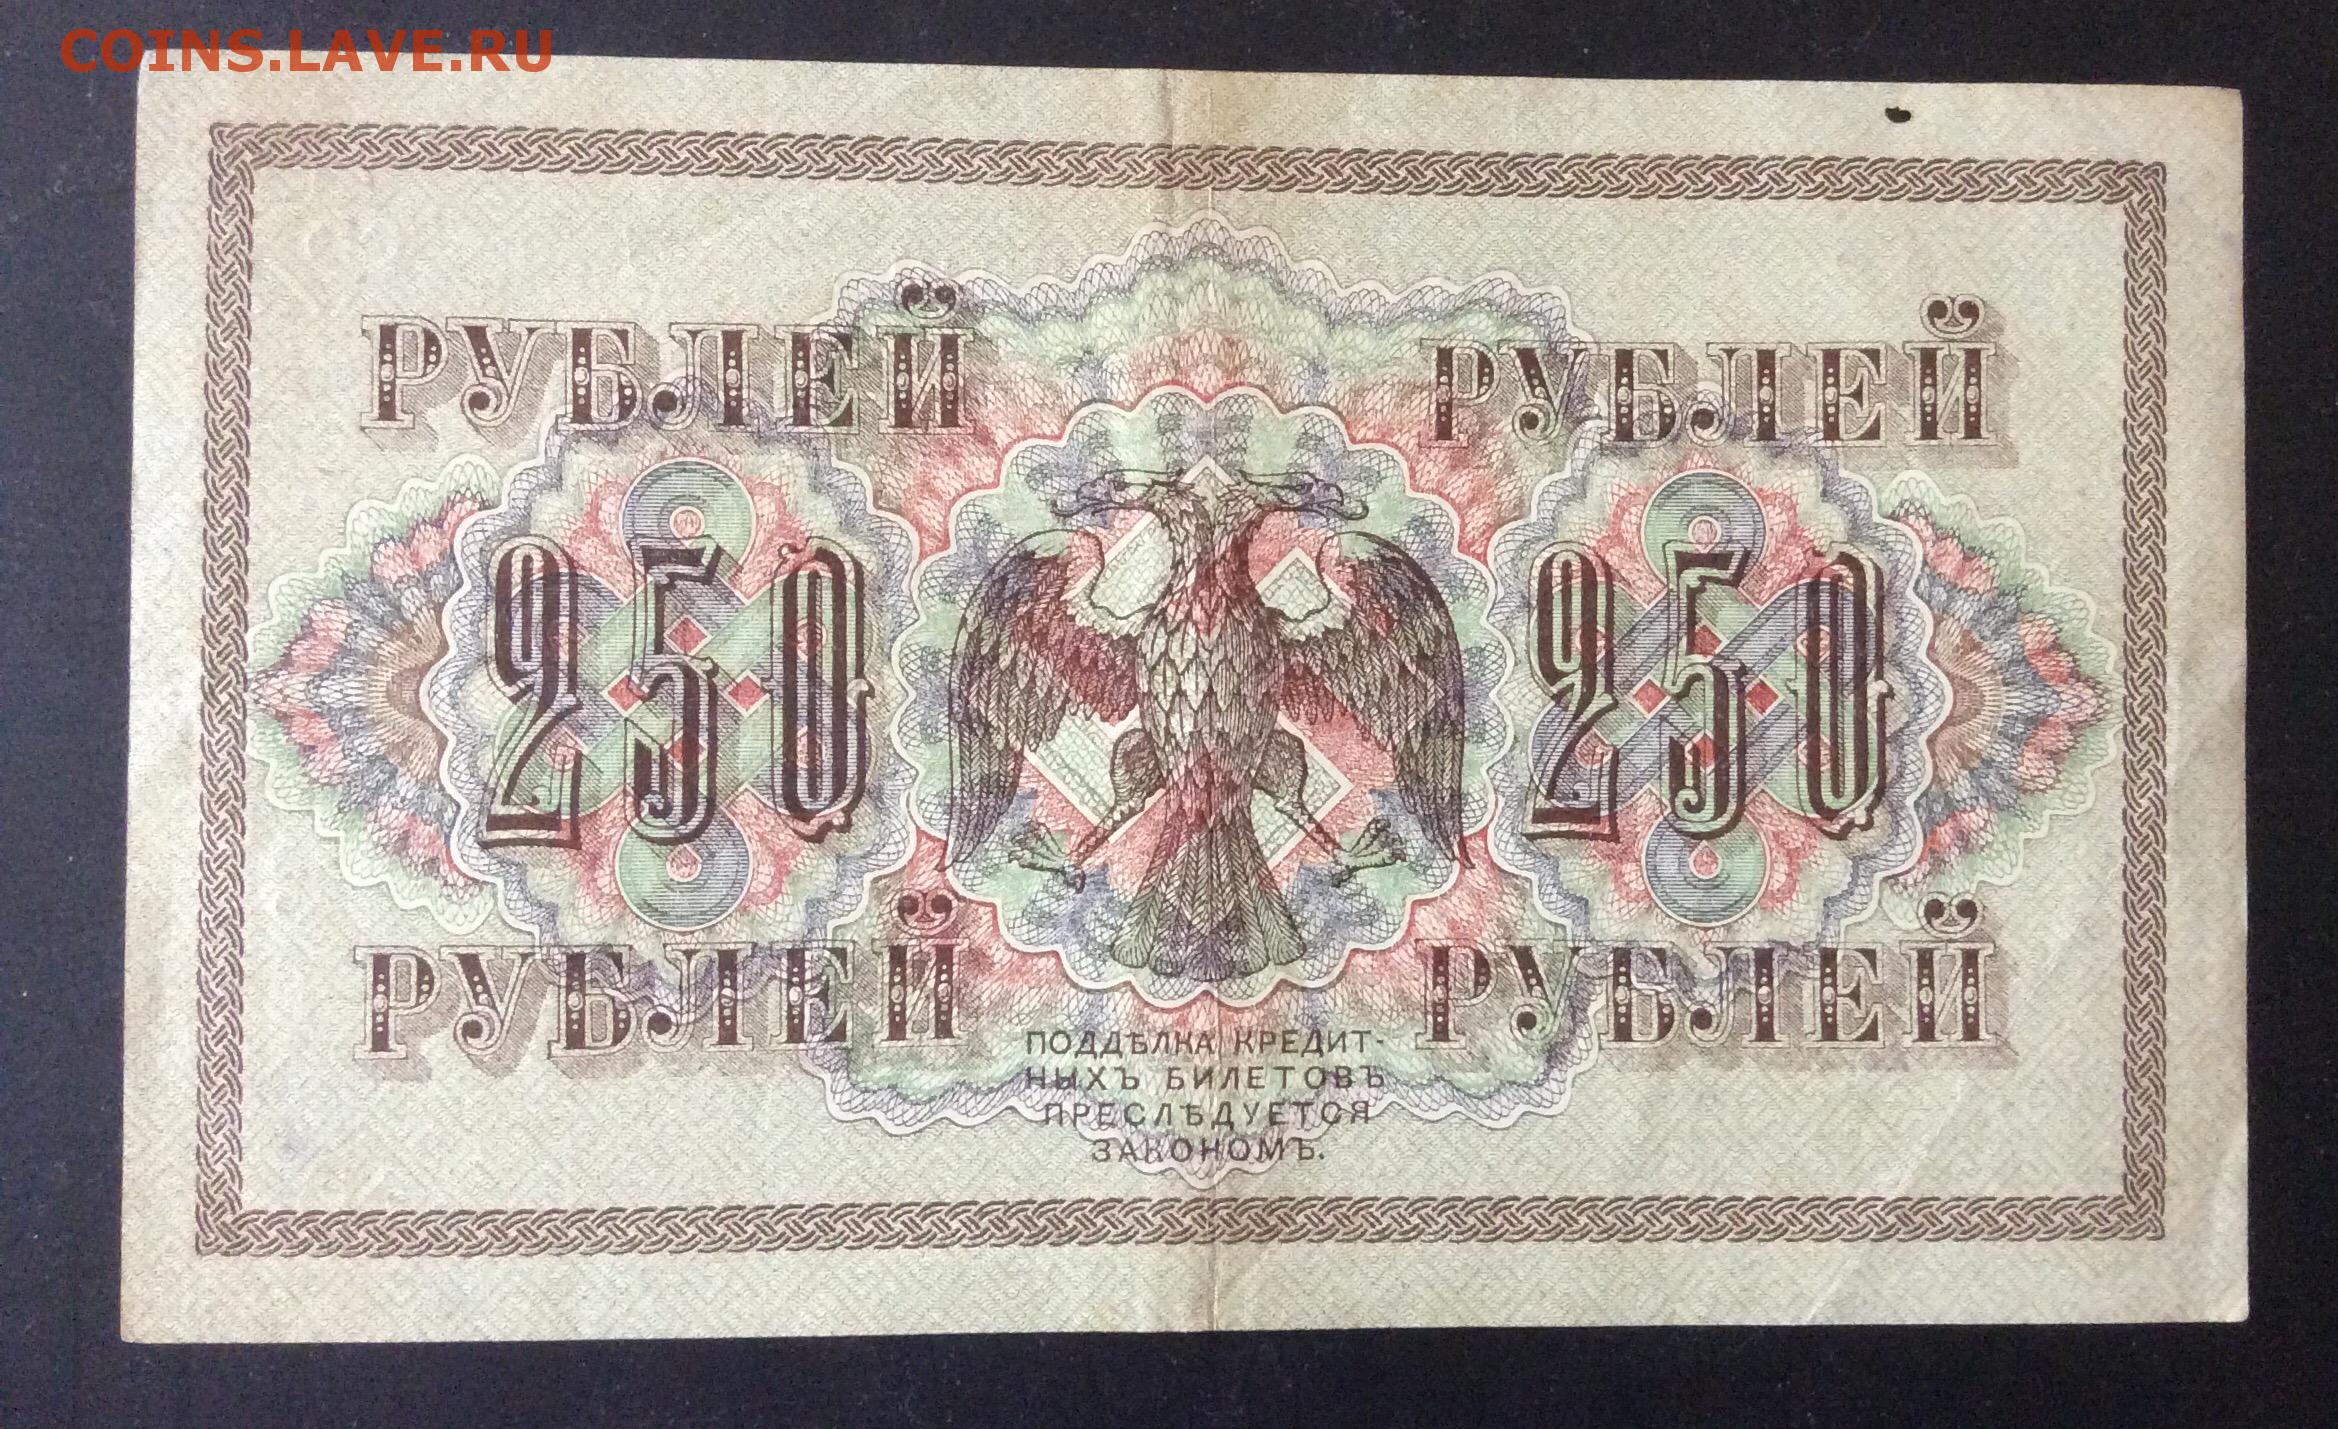 COINS.LAVE.RU
РУБЛЕЙ РУБЛЕЙ
250 250
РУБЛЕЙ РУБЛЕЙ
ПОДДѢЛКА КРЕДИТ-
НЫХЪ БИЛЕТОВЪ
ПРЕСЛѢДУЕТСЯ
ЗАКОНОМЪ.